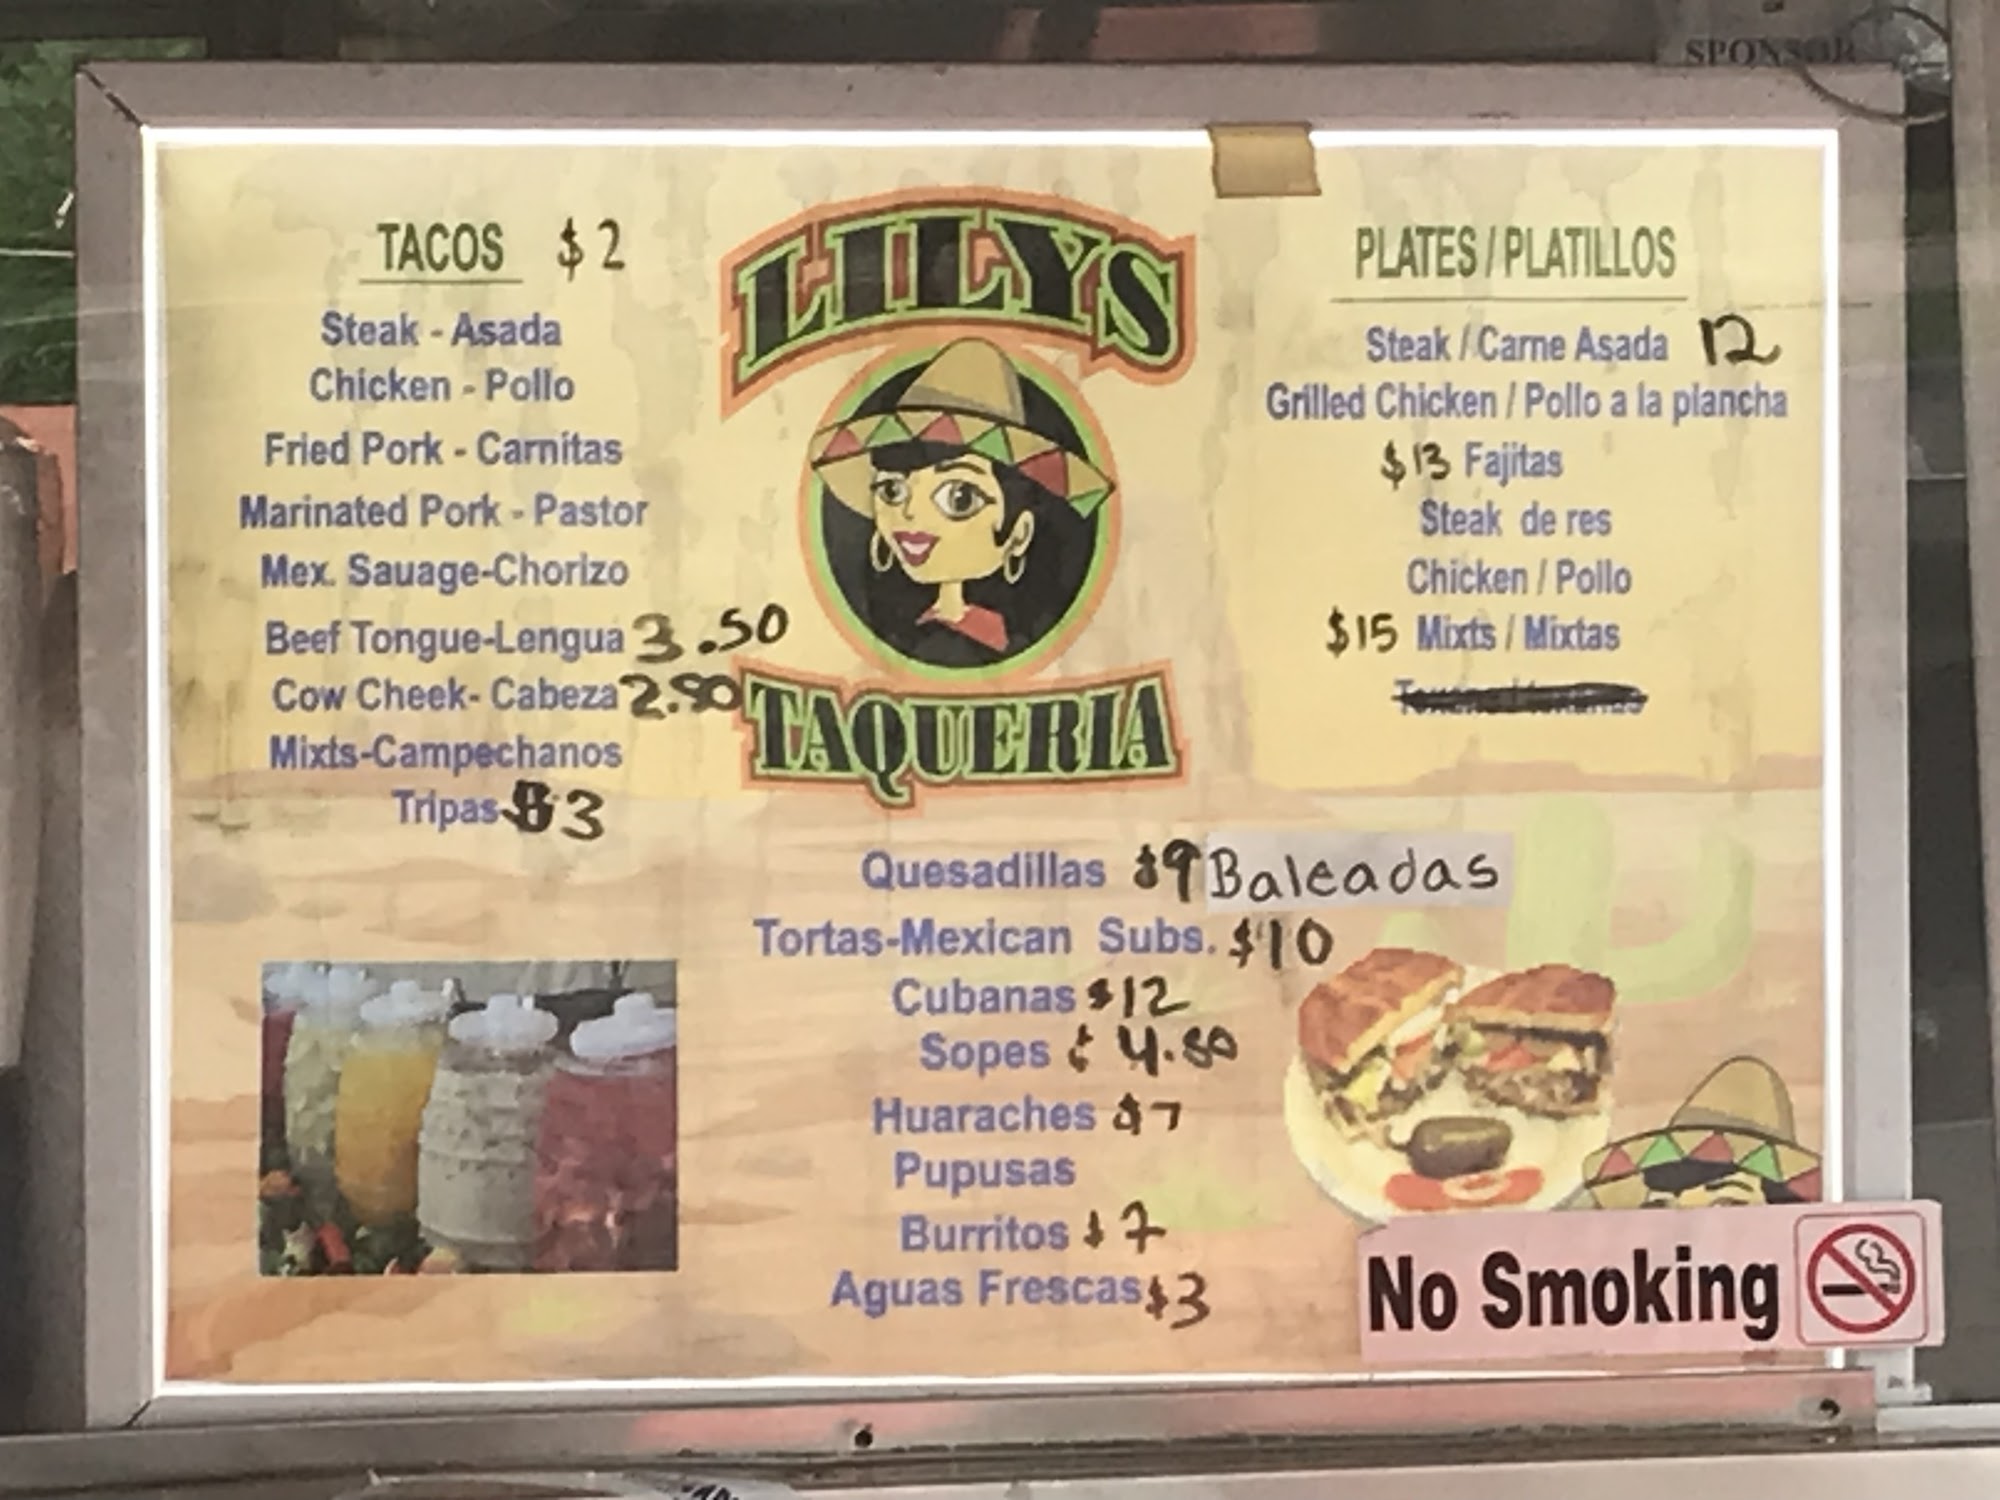 SPONSOR
LILYS
TAQUERIA
TACOS $2
Steak - Asada
Chicken - Pollo
Fried Pork - Carnitas
Marinated Pork - Pastor
Mex. Sauage-Chorizo
Beef Tongue-Lengua 3.50
Cow Cheek- Cabeza 2.50
Mixts-Campechanos
Tripas $3
PLATES / PLATILLOS
Steak / Carne Asada 12
Grilled Chicken / Pollo a la plancha
$13 Fajitas
Steak de res
Chicken / Pollo
$15 Mixts / Mixtas
Quesadillas $9 Baleadas
Tortas-Mexican Subs. $10
Cubanas $12
Sopes $4.50
Huaraches $7
Pupusas
Burritos $7
Aguas Frescas $3
No Smoking